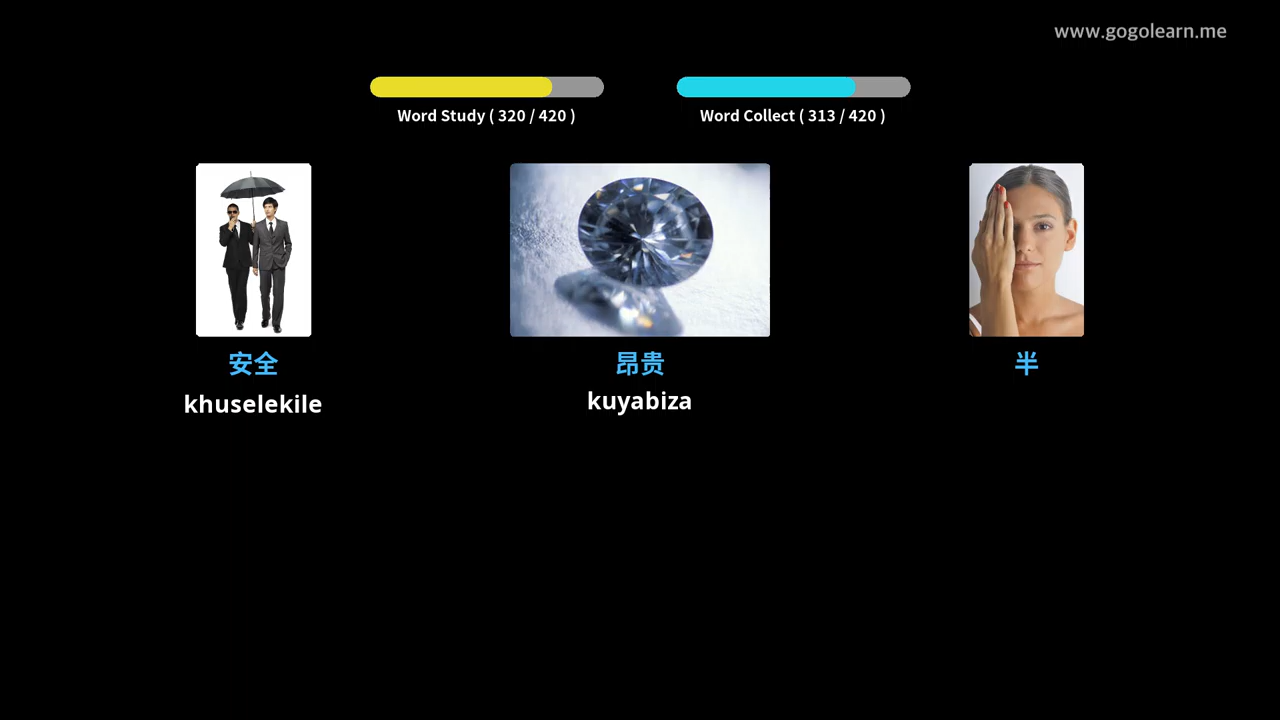 www.gogolearn.me
Word Study ( 320 / 420 )
Word Collect ( 313 / 420 )
安全
昂贵
半
khuselekile
kuyabiza